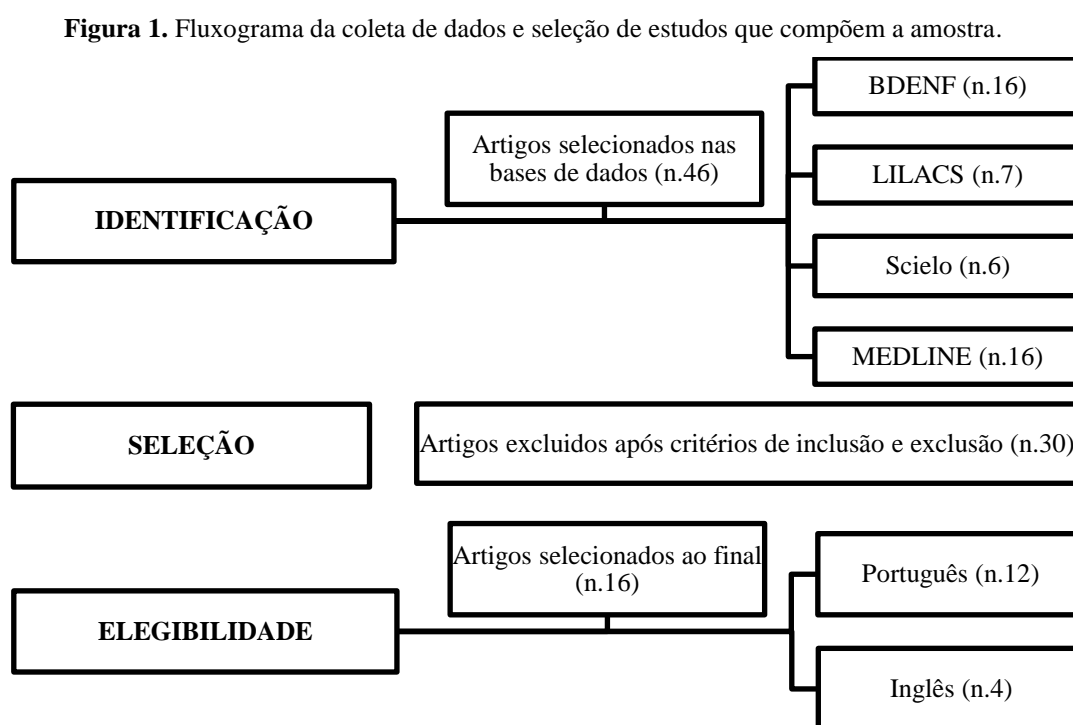 Figura 1. Fluxograma da coleta de dados e seleção de estudos que compõem a amostra.
IDENTIFICAÇÃO
Artigos selecionados nas
bases de dados (n.46)
BDENF (n.16)
LILACS (n.7)
Scielo (n.6)
MEDLINE (n.16)
SELEÇÃO
Artigos excluidos após critérios de inclusão e exclusão (n.30)
ELEGIBILIDADE
Artigos selecionados ao final
(n.16)
Português (n.12)
Inglês (n.4)